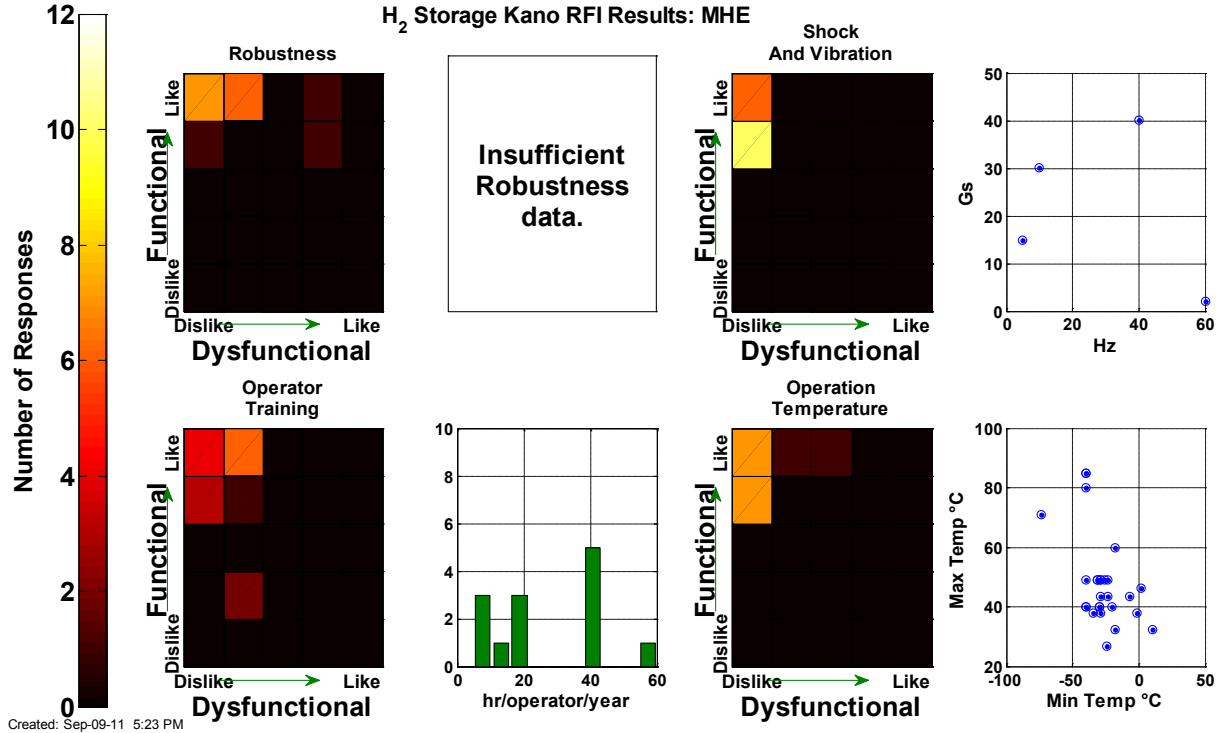 H2 Storage Kano RFI Results: MHE
12
10
8
6
4
2
0
Number of Responses
Robustness
Functional
Like
Dislike
Dislike
Like
Dysfunctional
Insufficient
Robustness
data.
Shock
And Vibration
Functional
Like
Dislike
Dislike
Like
Dysfunctional
50
40
30
20
10
0
Gs
0
20
40
60
Hz
Operator
Training
Functional
Like
Dislike
Dislike
Like
Dysfunctional
10
8
6
4
2
0
0
20
40
60
hr/operator/year
Operation
Temperature
Functional
Like
Dislike
Dislike
Like
Dysfunctional
100
80
60
40
20
Max Temp °C
-100
-50
0
50
Min Temp °C
Created: Sep-09-11 5:23 PM